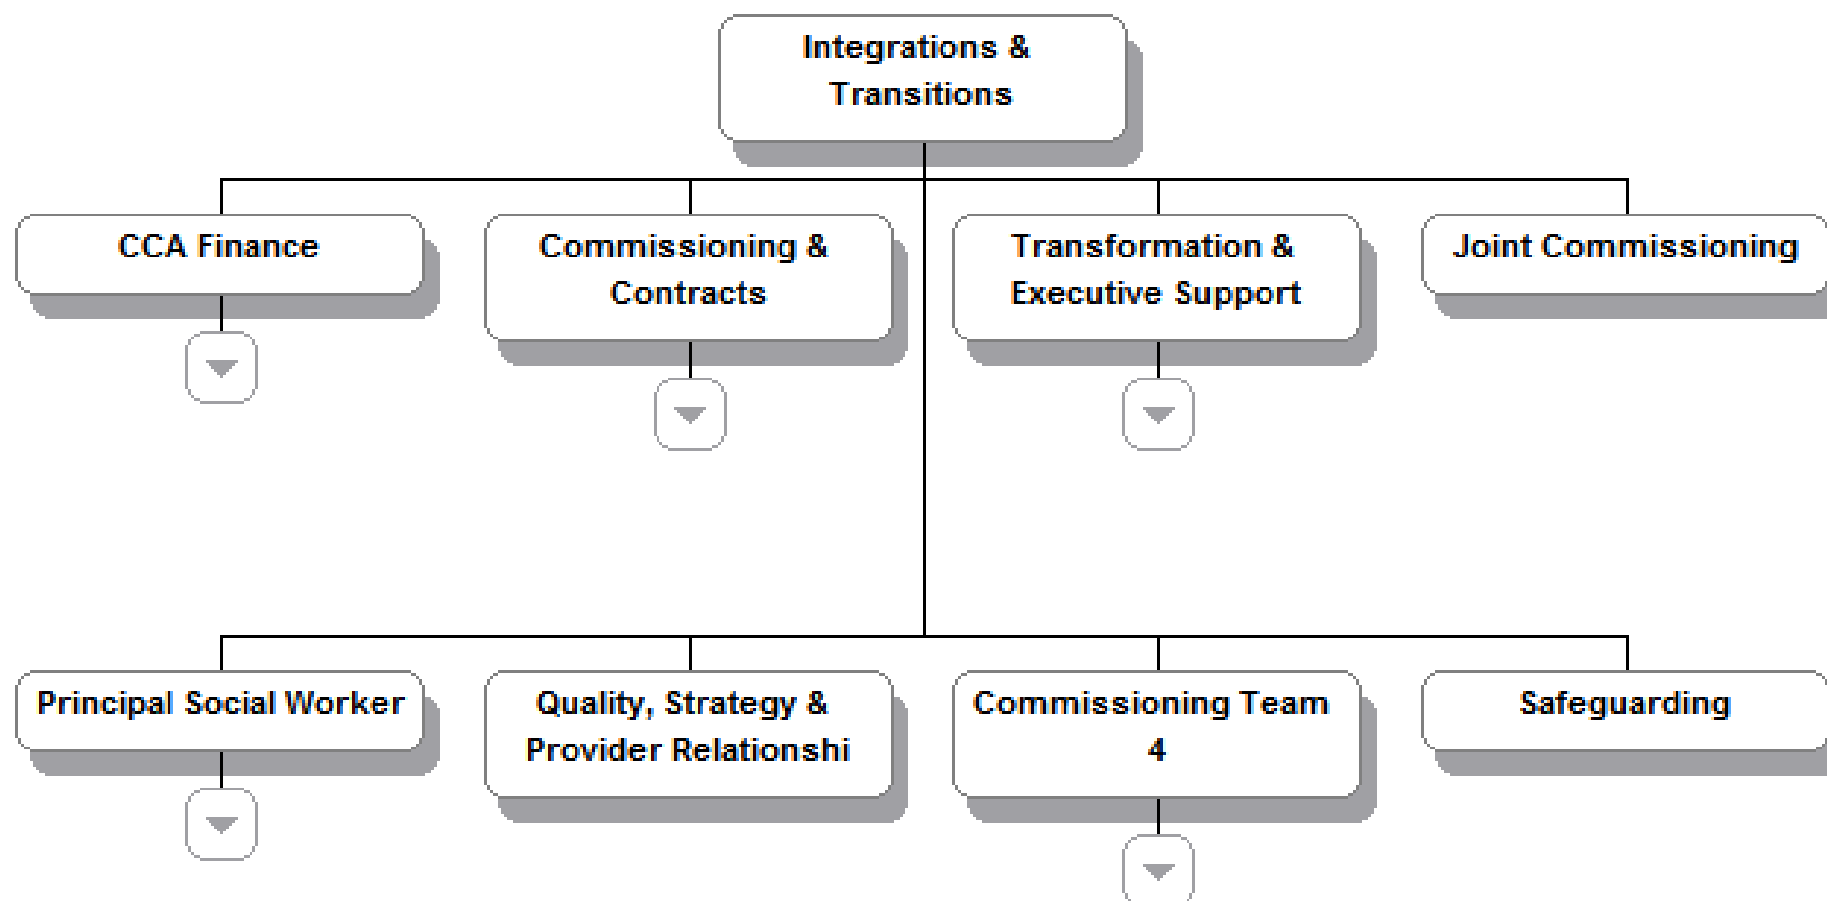 Integrations &
Transitions
CCA Finance
Commissioning &
Contracts
Transformation &
Executive Support
Joint Commissioning
Principal Social Worker
Quality, Strategy &
Provider Relationshi
Commissioning Team
4
Safeguarding